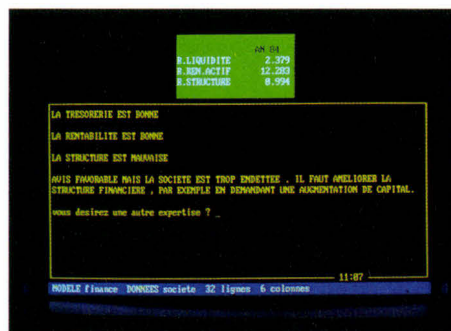 AN 84
R.LIQUIDITE 2.379
R.REN.ACTIF 12.203
R.STRUCTURE 0.994
LA TRESORERIE EST BONNE
LA RENTABILITE EST BONNE
LA STRUCTURE EST MAUVAISE
AVIS FAVORABLE MAIS LA SOCIETE EST TROP ENDETTEE . IL FAUT AMELIORER LA
STRUCTURE FINANCIERE , PAR EXEMPLE EN DEMANDANT UNE AUGMENTATION DE CAPITAL.
vous desirez une autre expertise ? _
11:07
MODELE finance DONNEES societe 32 lignes 6 colonnes